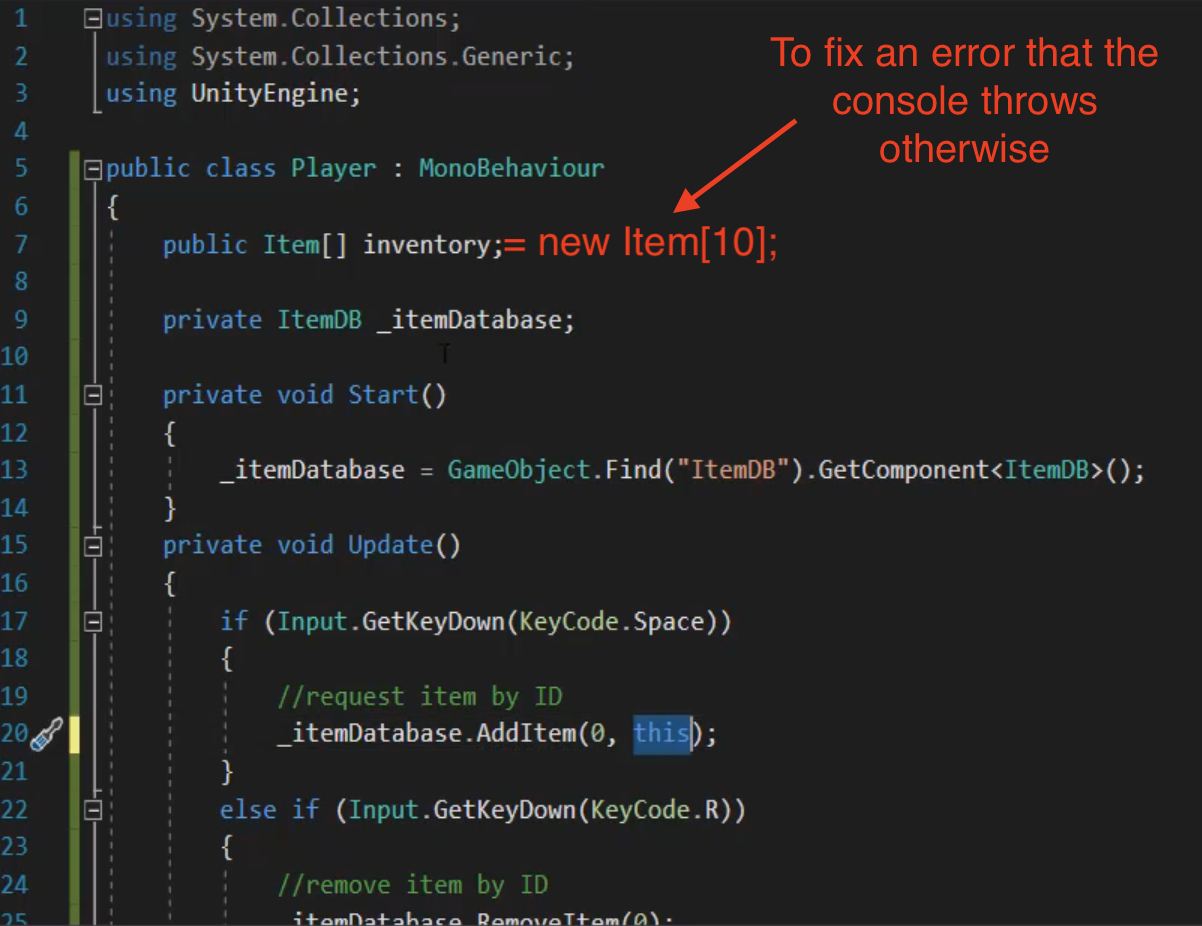 1 using System.Collections;
2 using System.Collections.Generic;
3 using UnityEngine;
To fix an error that the
console throws
otherwise
4
5 public class Player : MonoBehaviour
6 {
7 public Item[] inventory;= new Item[10];
8
9 private ItemDB _itemDatabase;
10
11 private void Start()
12 {
13 _itemDatabase = GameObject.Find("ItemDB").GetComponent<ItemDB>();
14 }
15 private void Update()
16 {
17 if (Input.GetKeyDown(KeyCode.Space))
18 {
19 //request item by ID
20 _itemDatabase.AddItem(0, this);
21 }
22 else if (Input.GetKeyDown(KeyCode.R))
23 {
24 //remove item by ID
25 _itemDatabase.RemoveItem(0);